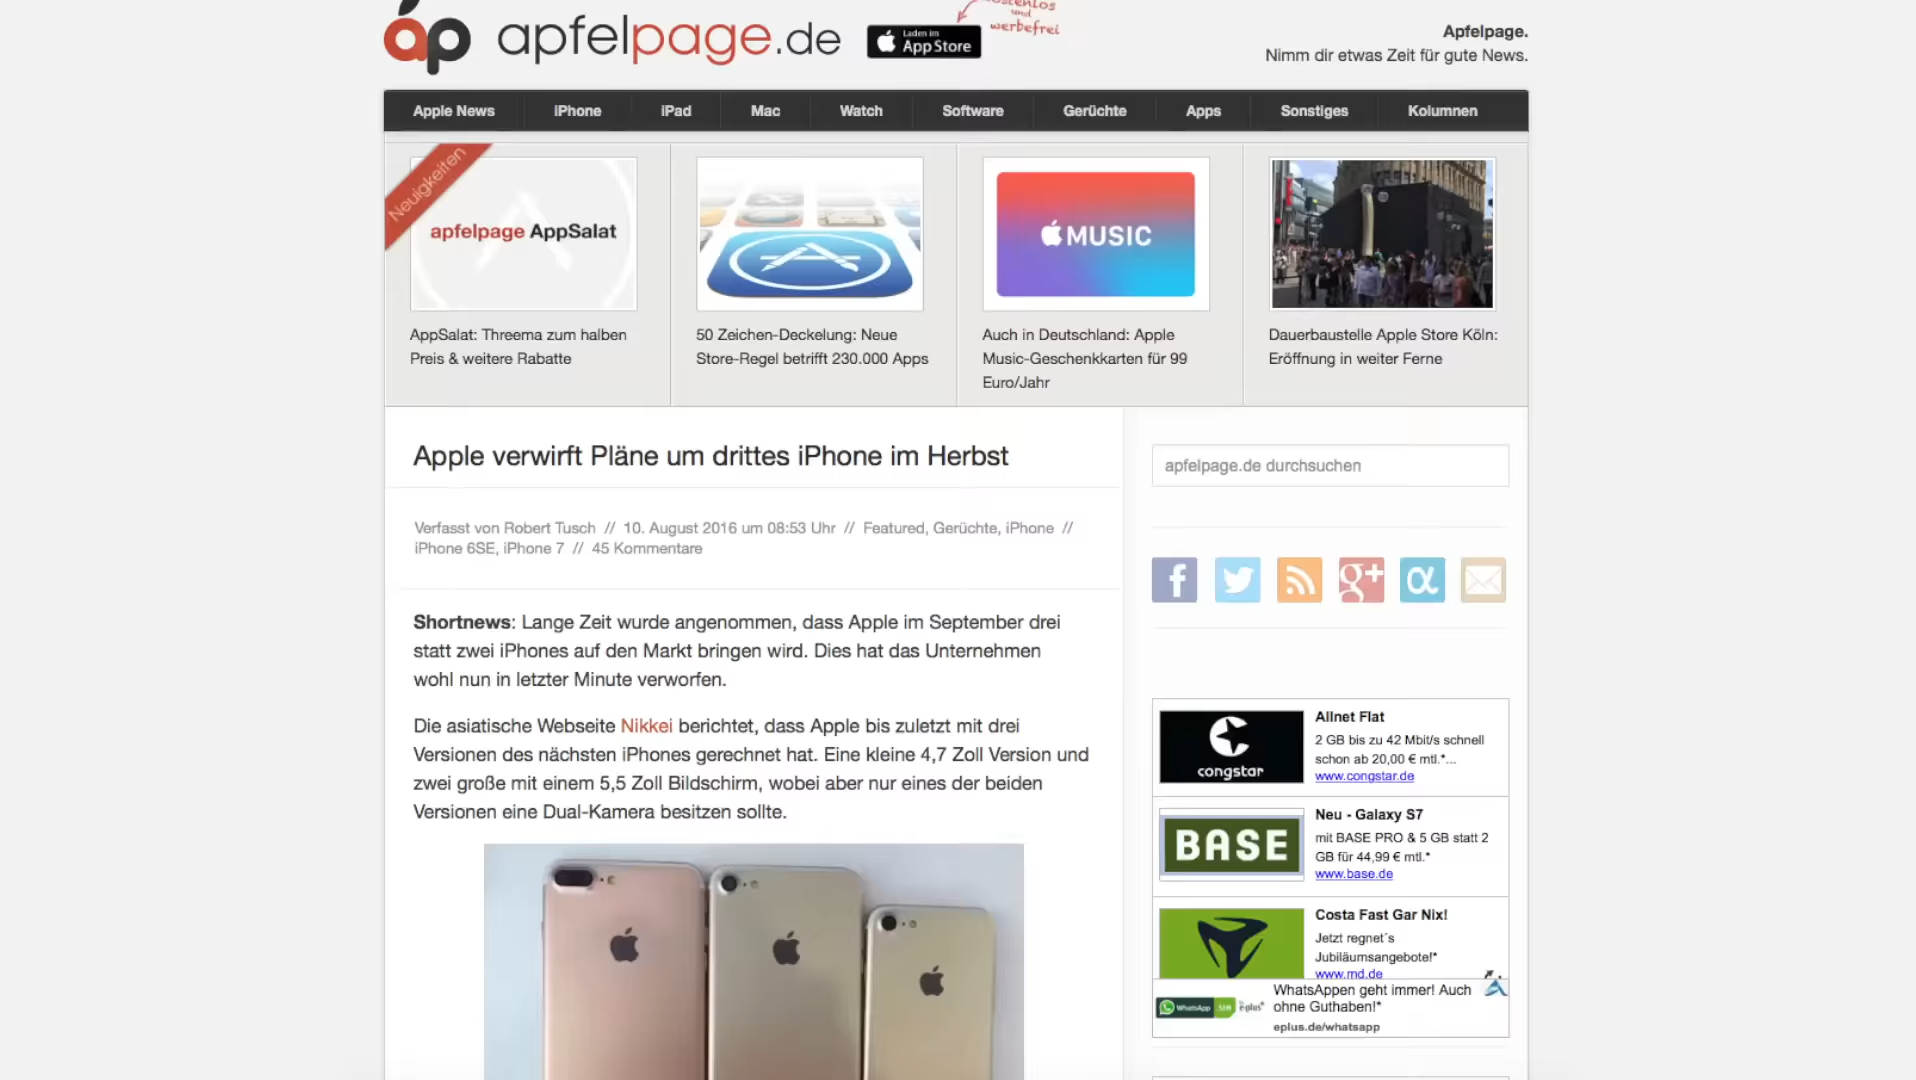 kostenlos
und
werbefrei
ap apfelpage.de
Laden im
App Store
Apfelpage.
Nimm dir etwas Zeit für gute News.
Apple News iPhone iPad Mac Watch Software Gerüchte Apps Sonstiges Kolumnen
Neuigkeiten
apfelpage AppSalat
MUSIC
AppSalat: Threema zum halben
Preis & weitere Rabatte
50 Zeichen-Deckelung: Neue
Store-Regel betrifft 230.000 Apps
Auch in Deutschland: Apple
Music-Geschenkkarten für 99
Euro/Jahr
Dauerbaustelle Apple Store Köln:
Eröffnung in weiter Ferne
Apple verwirft Pläne um drittes iPhone im Herbst
Verfasst von Robert Tusch // 10. August 2016 um 08:53 Uhr // Featured, Gerüchte, iPhone //
iPhone 6SE, iPhone 7 // 45 Kommentare
Shortnews: Lange Zeit wurde angenommen, dass Apple im September drei
statt zwei iPhones auf den Markt bringen wird. Dies hat das Unternehmen
wohl nun in letzter Minute verworfen.
Die asiatische Webseite Nikkei berichtet, dass Apple bis zuletzt mit drei
Versionen des nächsten iPhones gerechnet hat. Eine kleine 4,7 Zoll Version und
zwei große mit einem 5,5 Zoll Bildschirm, wobei aber nur eines der beiden
Versionen eine Dual-Kamera besitzen sollte.
apfelpage.de durchsuchen
f g+ α
congstar
Allnet Flat
2 GB bis zu 42 Mbit/s schnell
schon ab 20,00 € mtl.*...
www.congstar.de
BASE
Neu - Galaxy S7
mit BASE PRO & 5 GB statt 2
GB für 44,99 € mtl.*
www.base.de
Costa Fast Gar Nix!
Jetzt regnet´s
Jubiläumsangebote!*
www.md.de
WhatsApp SIM e-plus+
WhatsAppen geht immer! Auch
ohne Guthaben!*
eplus.de/whatsapp